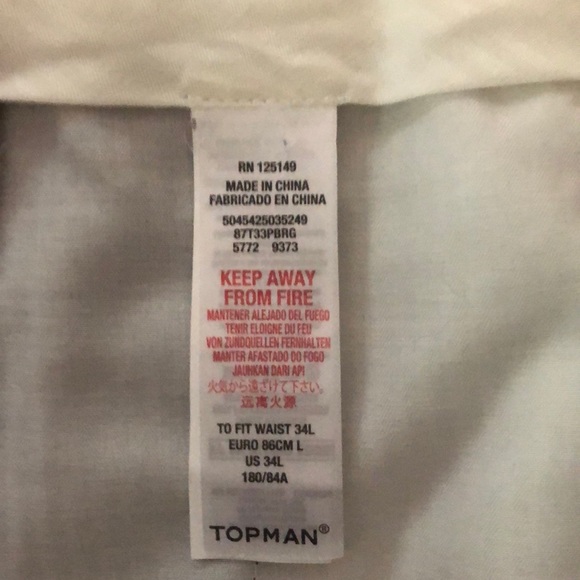 RN 125149
MADE IN CHINA
FABRICADO EN CHINA
5045425035249
87T33PBRG
5772 9373
KEEP AWAY
FROM FIRE
MANTENER ALEJADO DEL FUEGO
TENIR ELOIGNE DU FEU
VON ZUNDQUELLEN FERNHALTEN
MANTER AFASTADO DO FOGO
JAUHKAN DARI API
火気から遠ざけて下さい。
远离火源
TO FIT WAIST 34L
EURO 86CM L
US 34L
180/84A
TOPMAN®